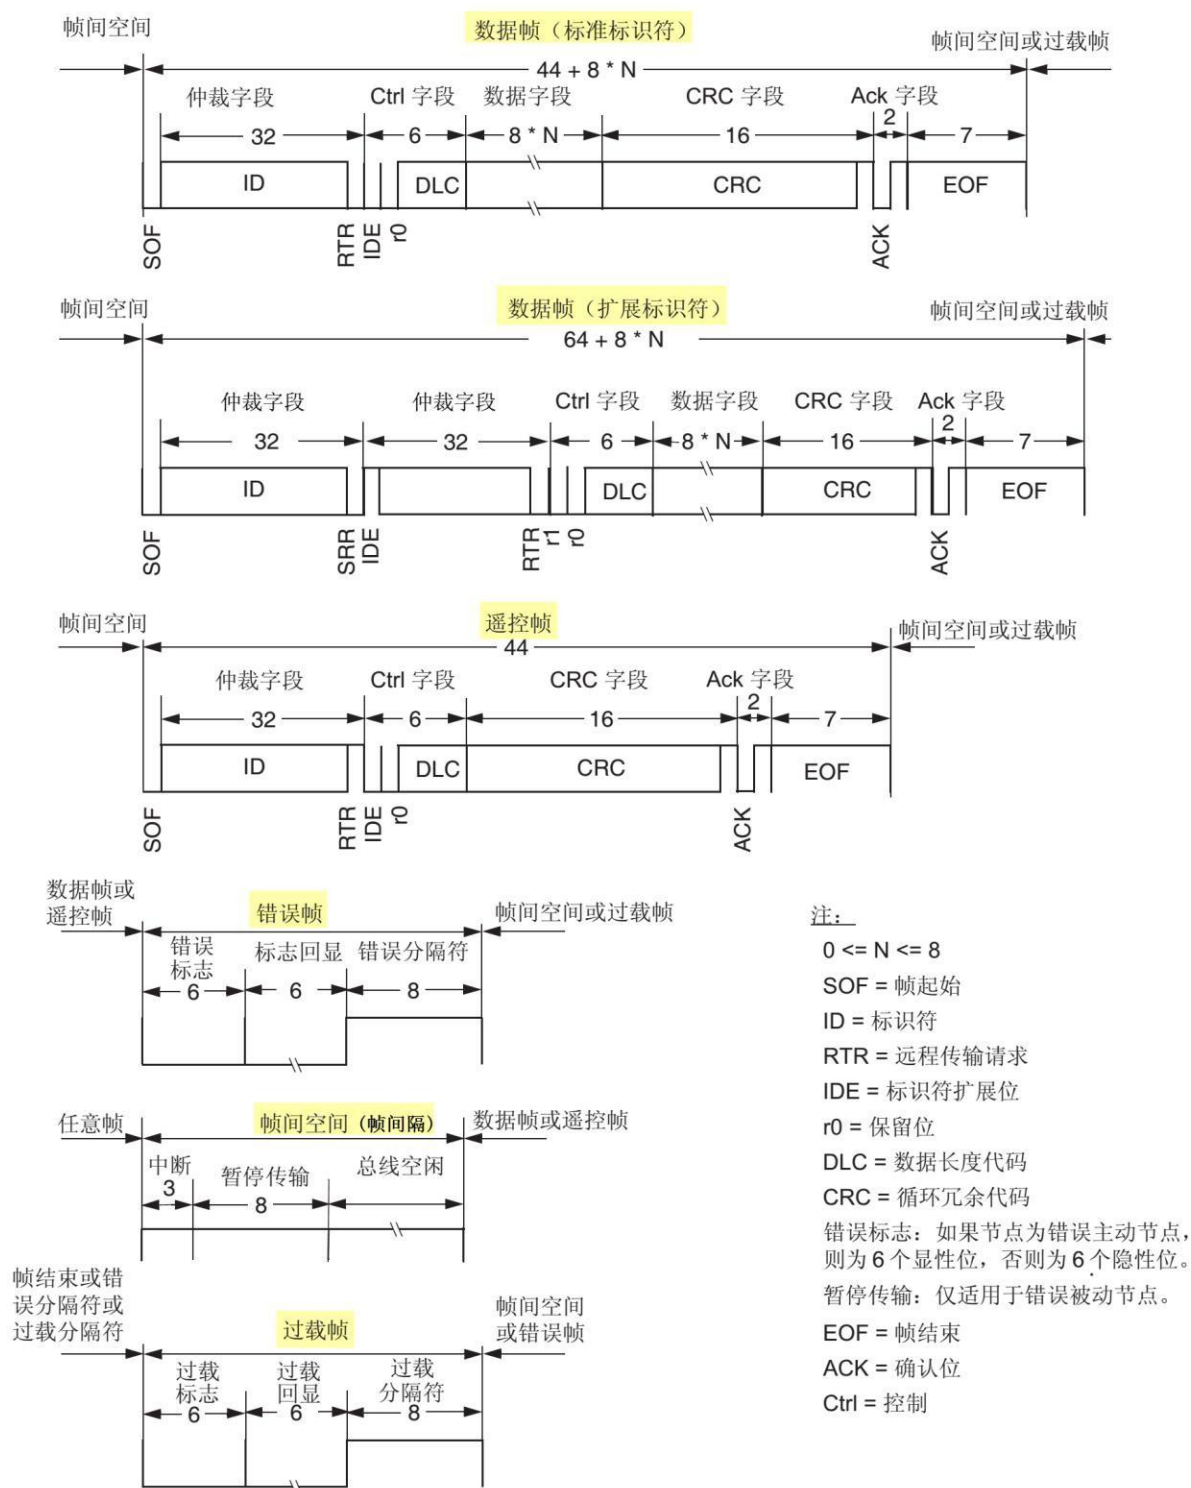 帧间空间
数据帧（标准标识符）
帧间空间或过载帧
44 + 8 * N
仲裁字段
Ctrl 字段
数据字段
CRC 字段
Ack 字段
32
6
8 * N
16
2
7
ID
DLC
CRC
EOF
SOF
RTR
IDE
r0
ACK
帧间空间
数据帧（扩展标识符）
帧间空间或过载帧
64 + 8 * N
仲裁字段
仲裁字段
Ctrl 字段
数据字段
CRC 字段
Ack 字段
32
32
6
8 * N
16
2
7
ID
DLC
CRC
EOF
SOF
SRR
IDE
RTR
r1
r0
ACK
帧间空间
遥控帧
帧间空间或过载帧
44
仲裁字段
Ctrl 字段
CRC 字段
Ack 字段
32
6
16
2
7
ID
DLC
CRC
EOF
SOF
RTR
IDE
r0
ACK
数据帧或
遥控帧
错误帧
帧间空间或过载帧
错误
标志
标志回显
错误分隔符
6
6
8
任意帧
帧间空间 (帧间隔)
数据帧或遥控帧
中断
暂停传输
总线空闲
3
8
帧结束或错
误分隔符或
过载分隔符
过载帧
帧间空间
或错误帧
过载
标志
过载
回显
过载
分隔符
6
6
8
注：
0 <= N <= 8
SOF = 帧起始
ID = 标识符
RTR = 远程传输请求
IDE = 标识符扩展位
r0 = 保留位
DLC = 数据长度代码
CRC = 循环冗余代码
错误标志：如果节点为错误主动节点，
则为 6 个显性位，否则为 6 个隐性位。
暂停传输：仅适用于错误被动节点。
EOF = 帧结束
ACK = 确认位
Ctrl = 控制